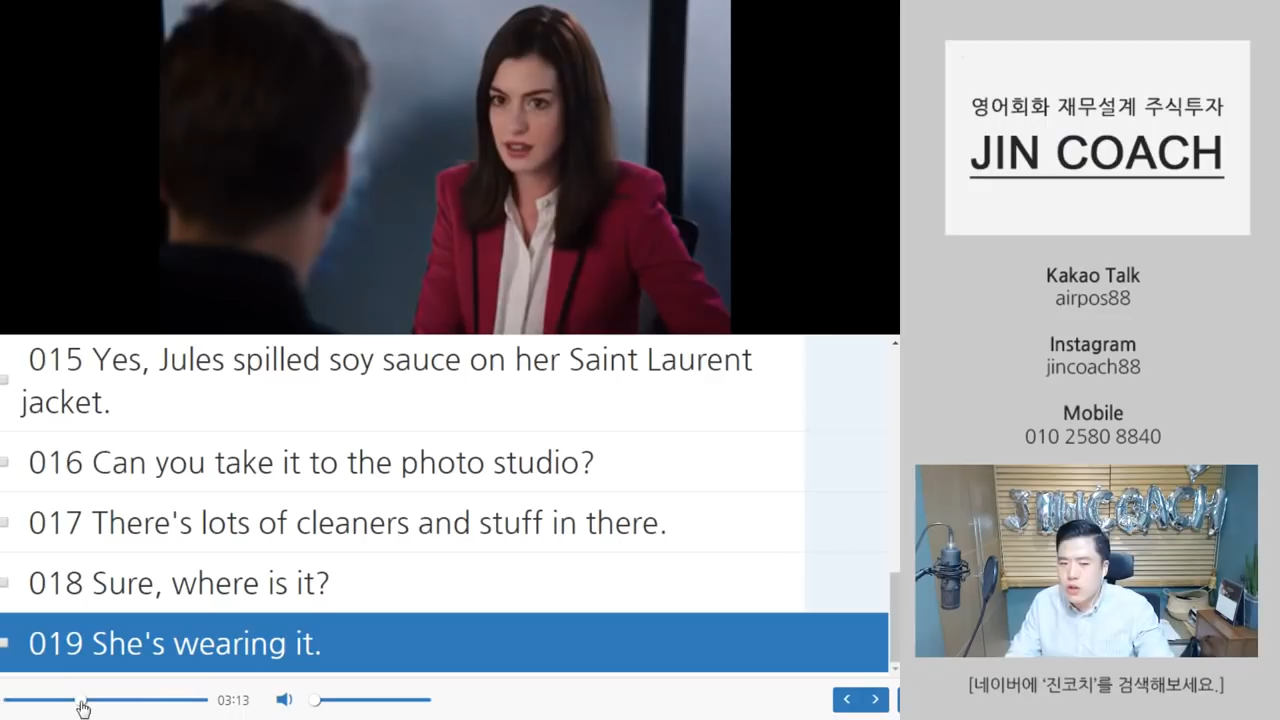 영어회화 재무설계 주식투자
JIN COACH
Kakao Talk
airpos88
Instagram
jincoach88
Mobile
010 2580 8840
JINCOACH
[네이버에 '진코치'를 검색해보세요.]
015 Yes, Jules spilled soy sauce on her Saint Laurent
jacket.
016 Can you take it to the photo studio?
017 There's lots of cleaners and stuff in there.
018 Sure, where is it?
019 She's wearing it.
03:13